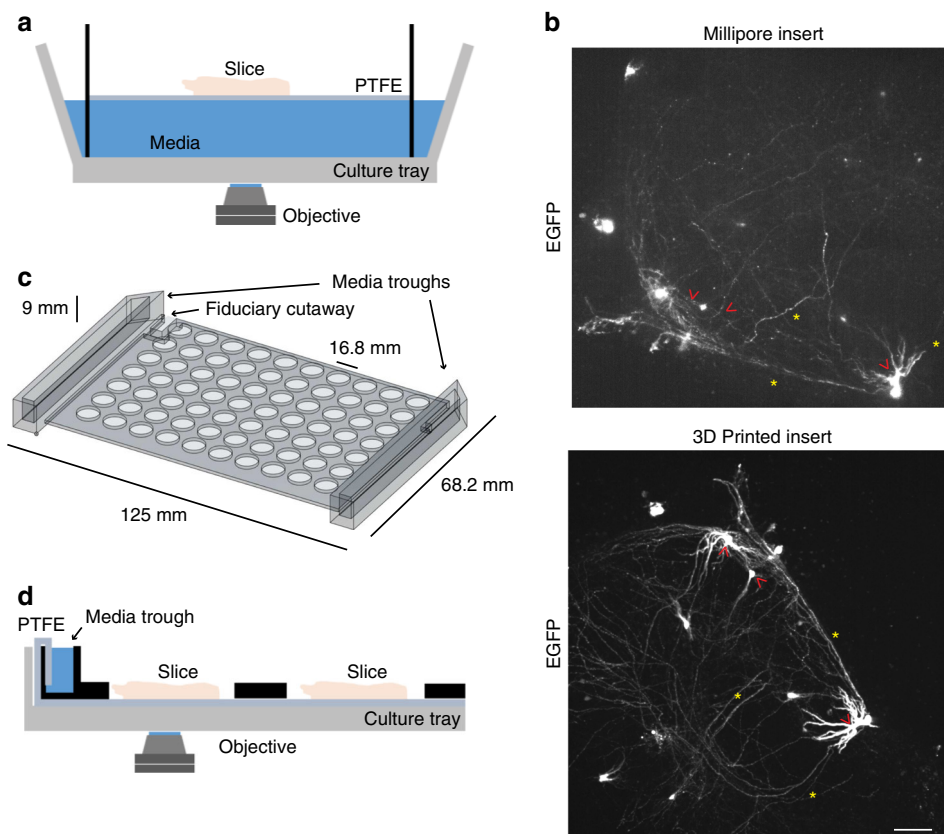 a
Slice
PTFE
Media
Culture tray
Objective
b
Millipore insert
EGFP
3D Printed insert
EGFP
c
Media troughs
9 mm
Fiduciary cutaway
16.8 mm
68.2 mm
125 mm
d
Media trough
PTFE
Slice
Slice
Culture tray
Objective